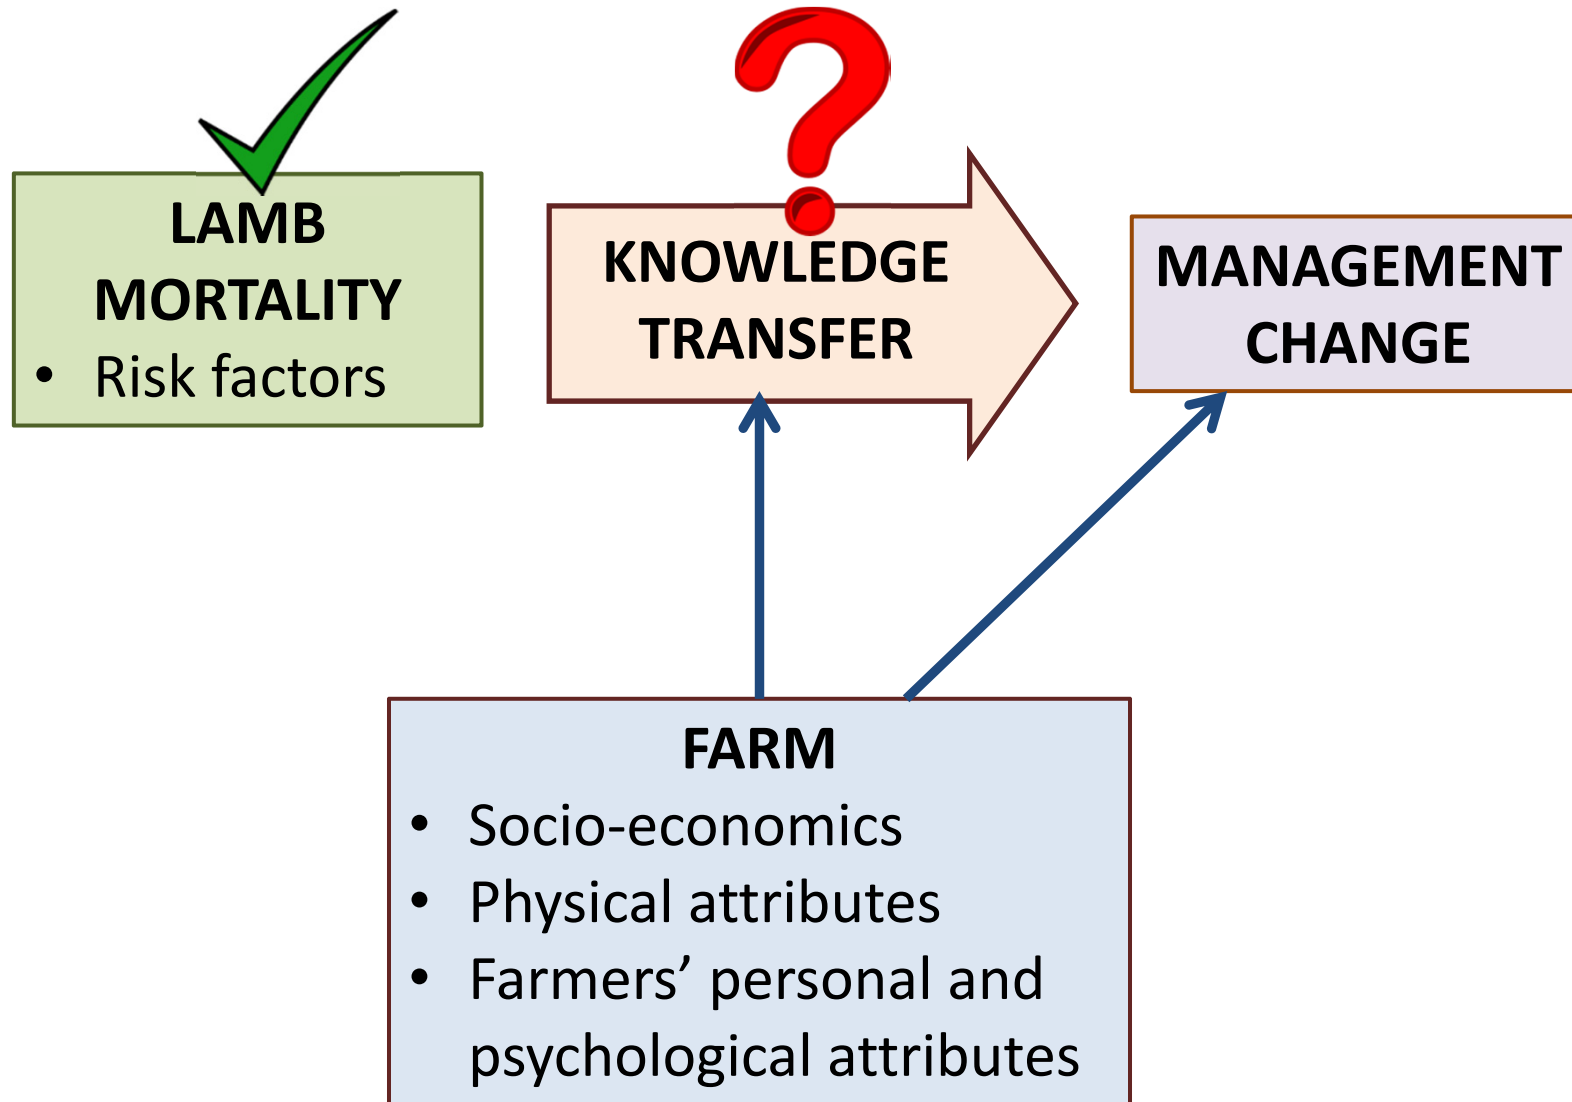 LAMB
MORTALITY
• Risk factors
KNOWLEDGE
TRANSFER
MANAGEMENT
CHANGE
FARM
• Socio-economics
• Physical attributes
• Farmers’ personal and
psychological attributes